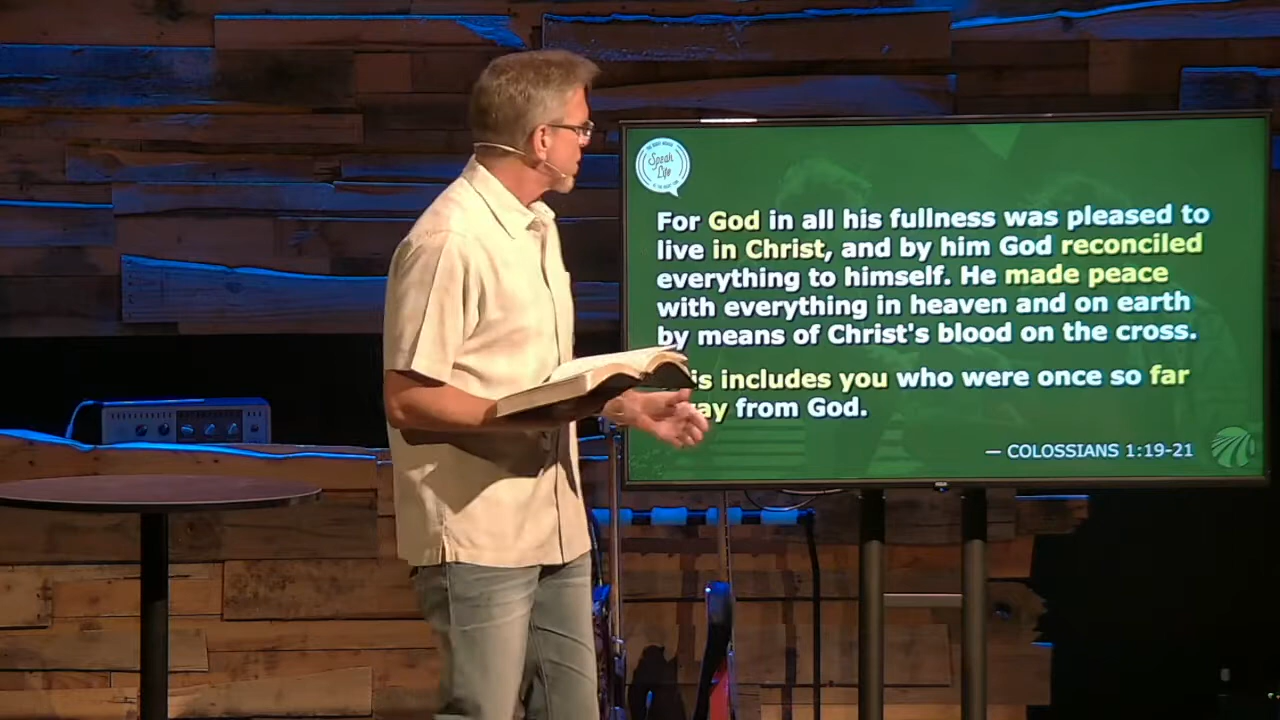 Speak
Life
For God in all his fullness was pleased to
live in Christ, and by him God reconciled
everything to himself. He made peace
with everything in heaven and on earth
by means of Christ's blood on the cross.
includes you who were once so far
from God.
— COLOSSIANS 1:19-21